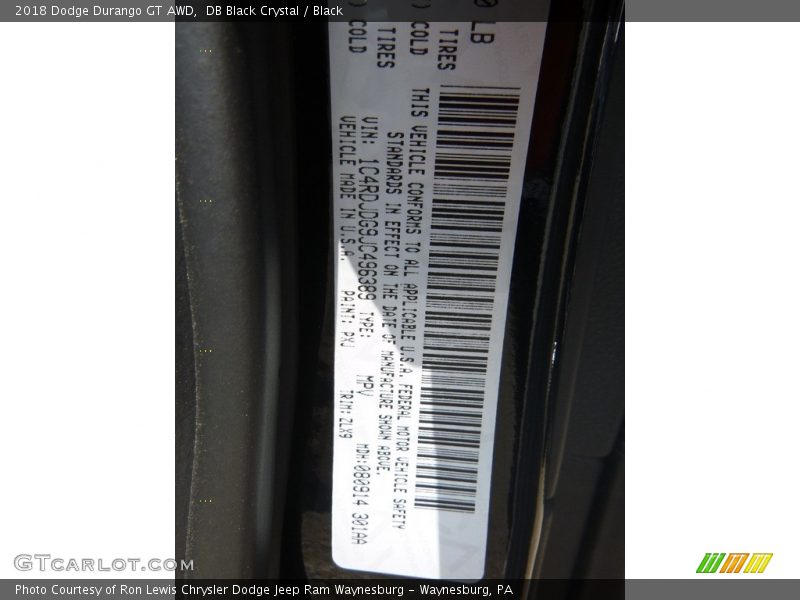 2018 Dodge Durango GT AWD,  DB Black Crystal / Black
0 LB
TIRES
) COLD
TIRES
) COLD
THIS VEHICLE CONFORMS TO ALL APPLICABLE U.S.A. FEDERAL MOTOR VEHICLE SAFETY
STANDARDS IN EFFECT ON THE DATE OF MANUFACTURE SHOWN ABOVE.
VIN: 1C4RDJDG9JC496389 TYPE: MPV MDH:080914 301AA
VEHICLE MADE IN U.S.A. PAINT: PXJ TRIM:ZLX9
GTCARLOT.COM
Photo Courtesy of Ron Lewis Chrysler Dodge Jeep Ram Waynesburg – Waynesburg, PA